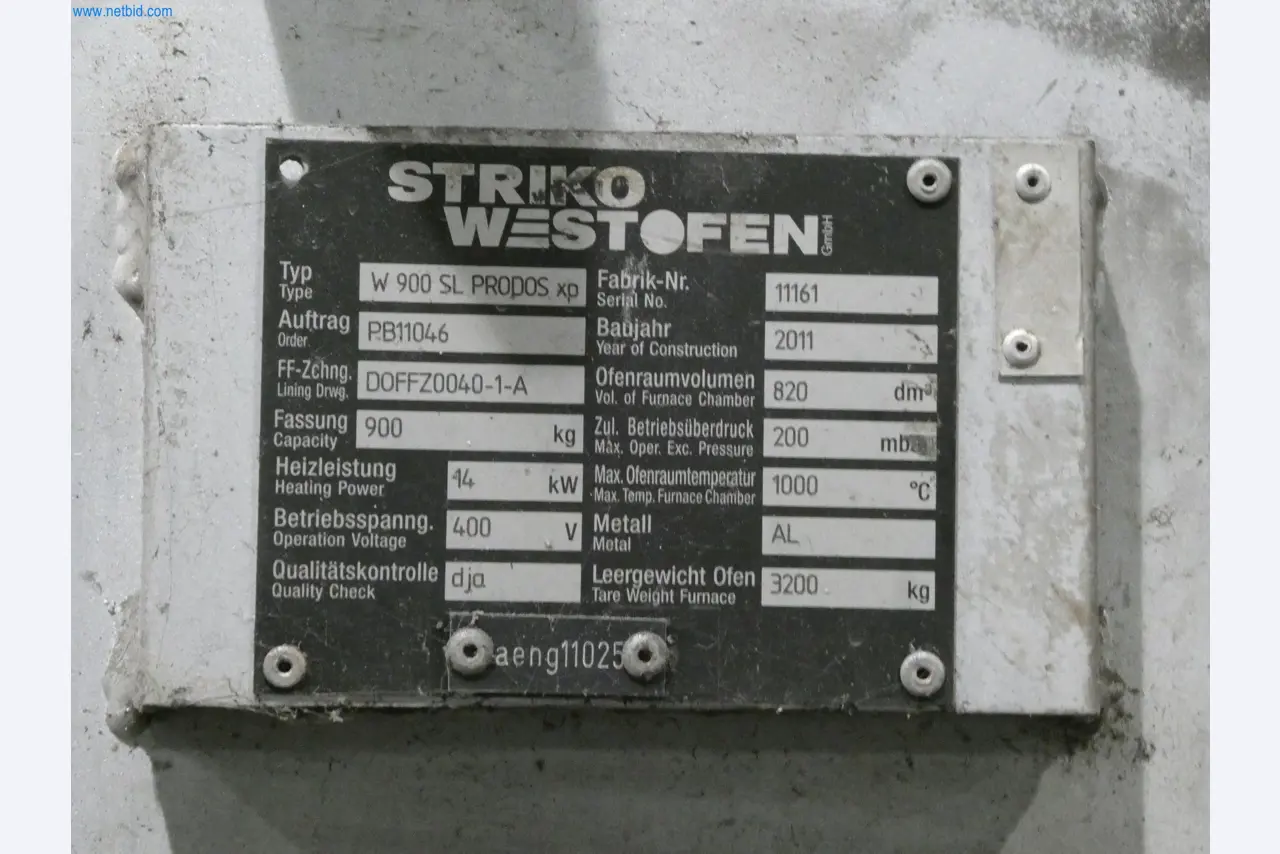 www.netbid.com
STRIKO
WESTOFEN GmbH
Typ
Type
W 900 SL PRODOS xp
Fabrik-Nr.
Serial No.
11161
Auftrag
Order
PB11046
Baujahr
Year of Construction
2011
FF-Zchng.
Lining Drwg.
DOFFZ0040-1-A
Ofenraumvolumen
Vol. of Furnace Chamber
820 dm³
Fassung
Capacity
900 kg
Zul. Betriebsüberdruck
Max. Oper. Exc. Pressure
200
Heizleistung
Heating Power
14 kW
Max. Ofenraumtemperatur
Max. Temp. Furnace Chamber
1000 °C
Betriebsspanng.
Operation Voltage
400 V
Metall
Metal
AL
Qualitätskontrolle
Quality Check
dja
Leergewicht Ofen
Tare Weight Furnace
3200 kg
aeng11025